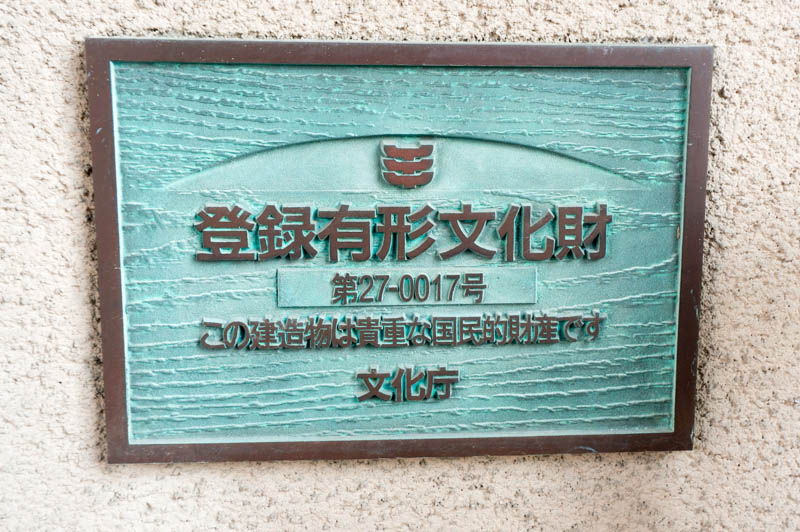 登録有形文化財
第27-0017号
この建造物は貴重な国民的財産です
文化庁